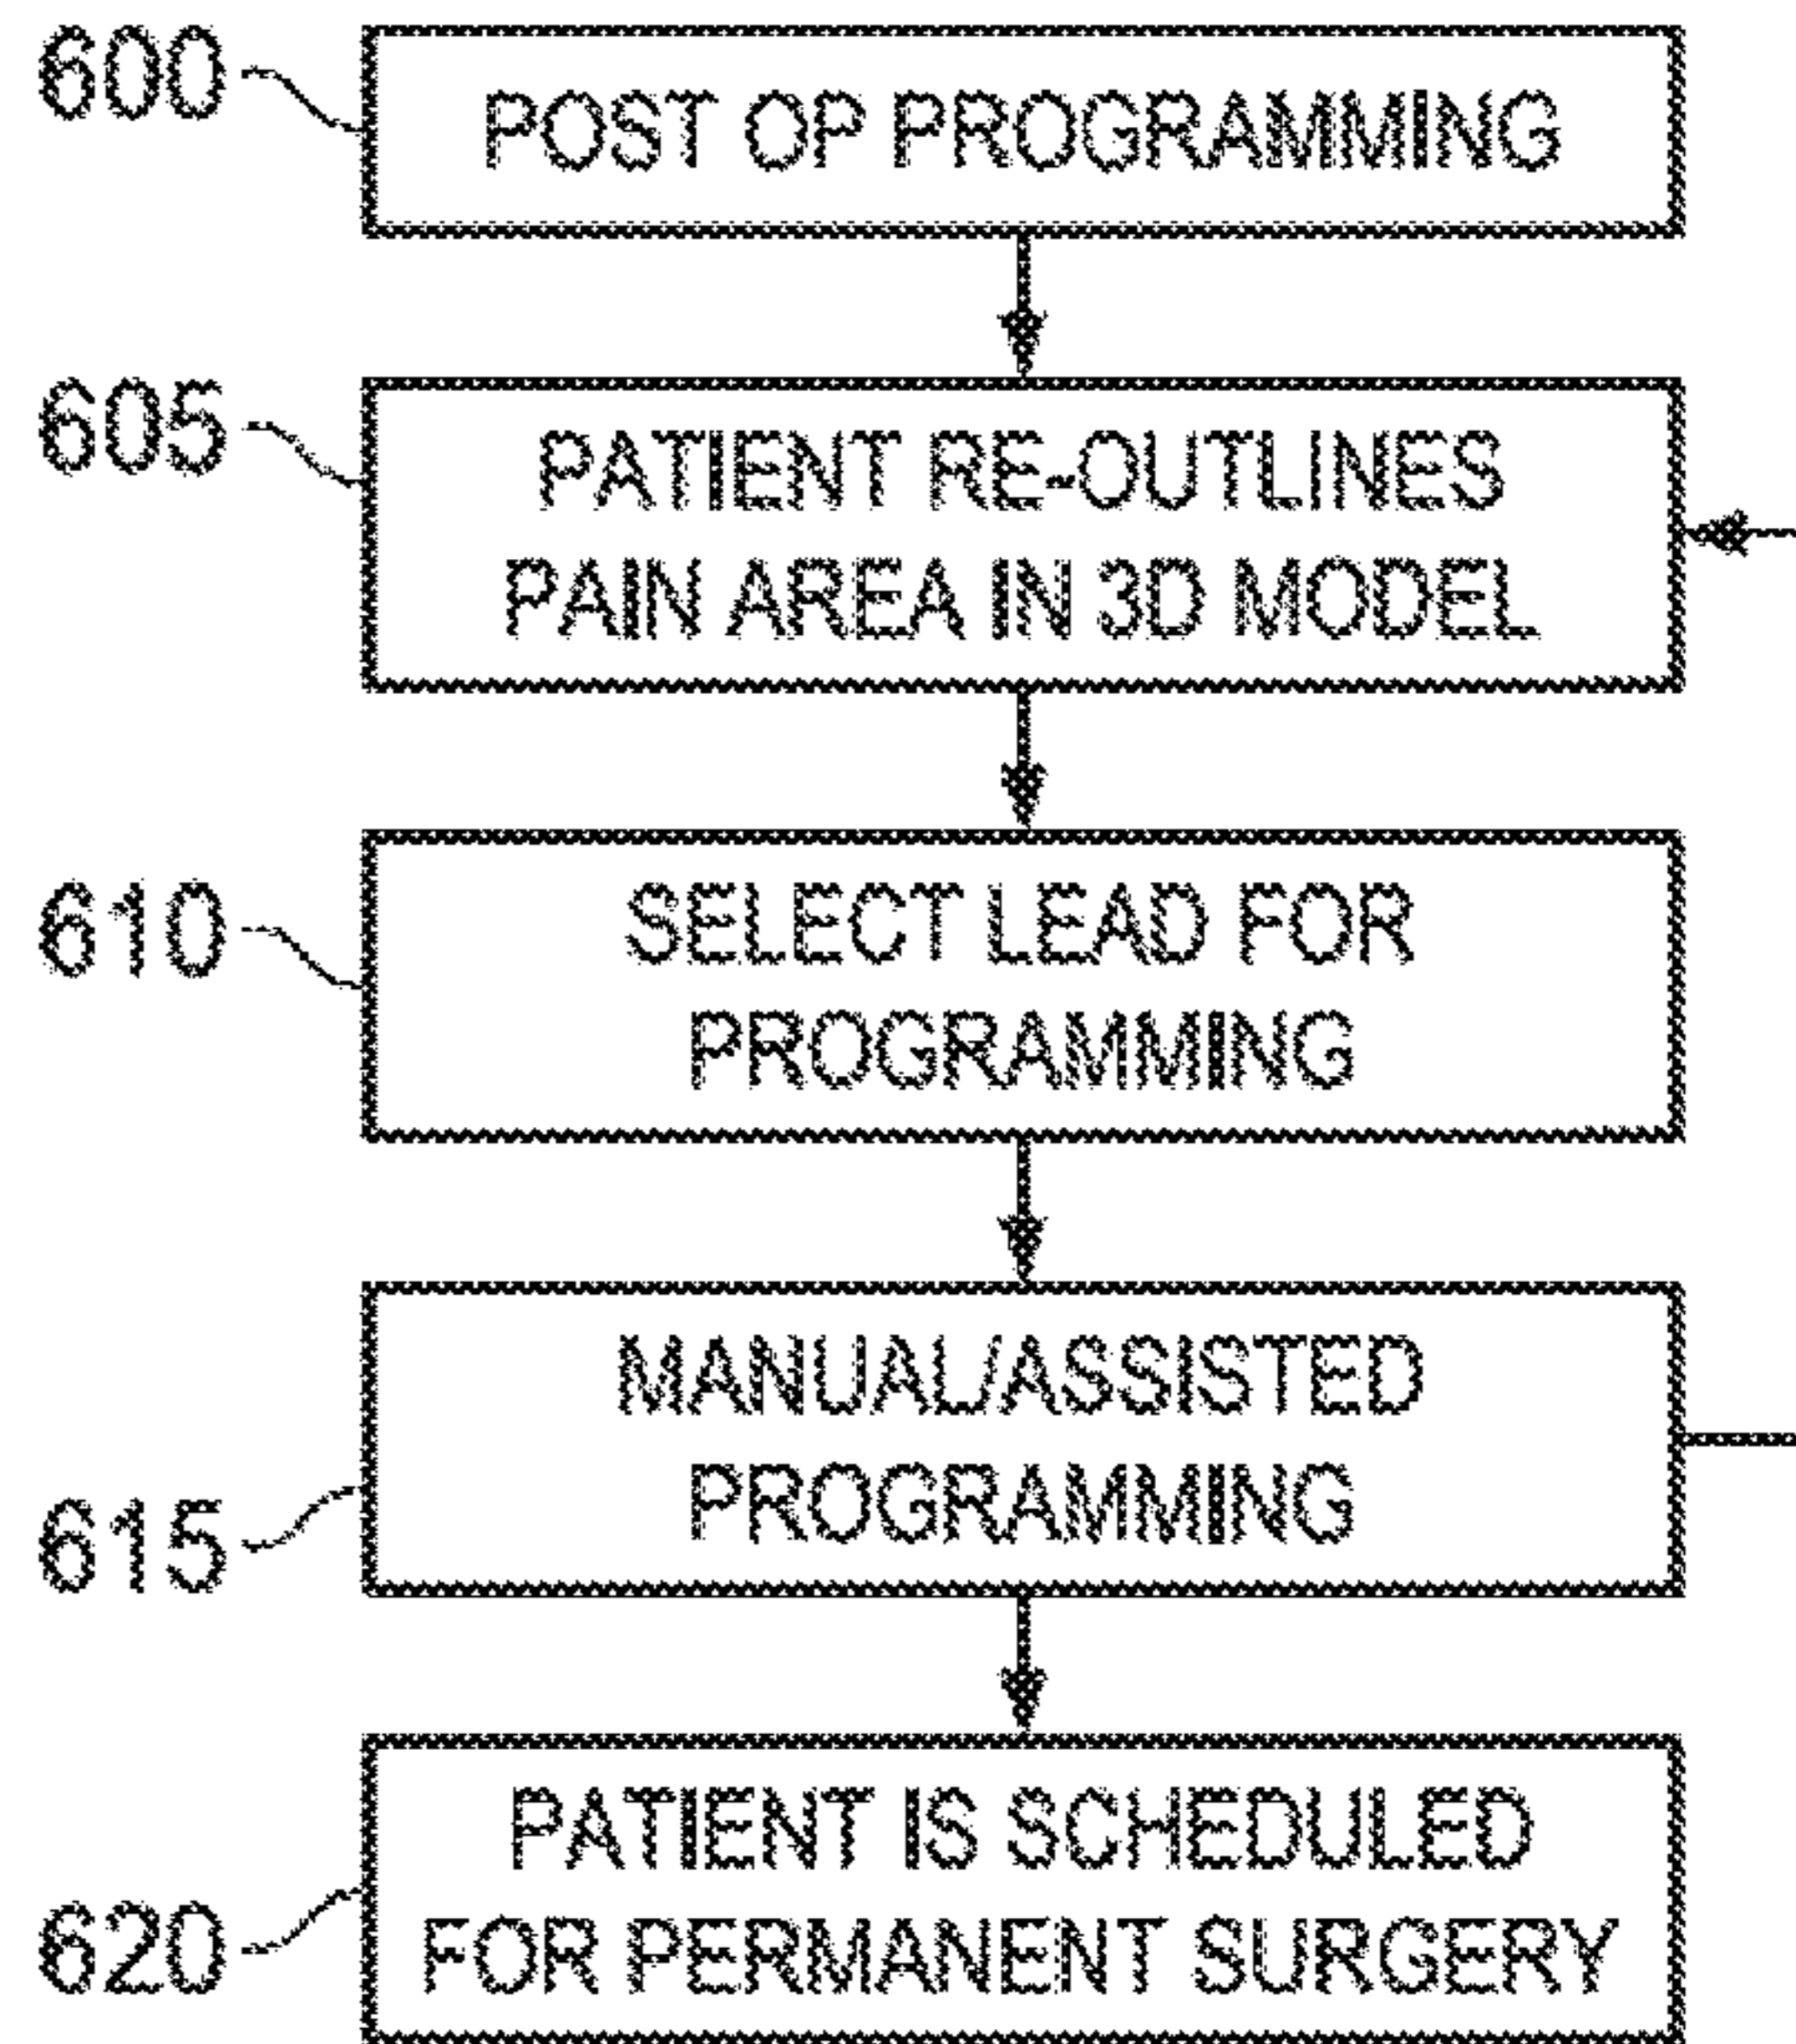 600
POST OP PROGRAMMING
605
PATIENT RE-OUTLINES
PAIN AREA IN 3D MODEL
610
SELECT LEAD FOR
PROGRAMMING
MANUAL/ASSISTED
PROGRAMMING
615
PATIENT IS SCHEDULED
FOR PERMANENT SURGERY
620